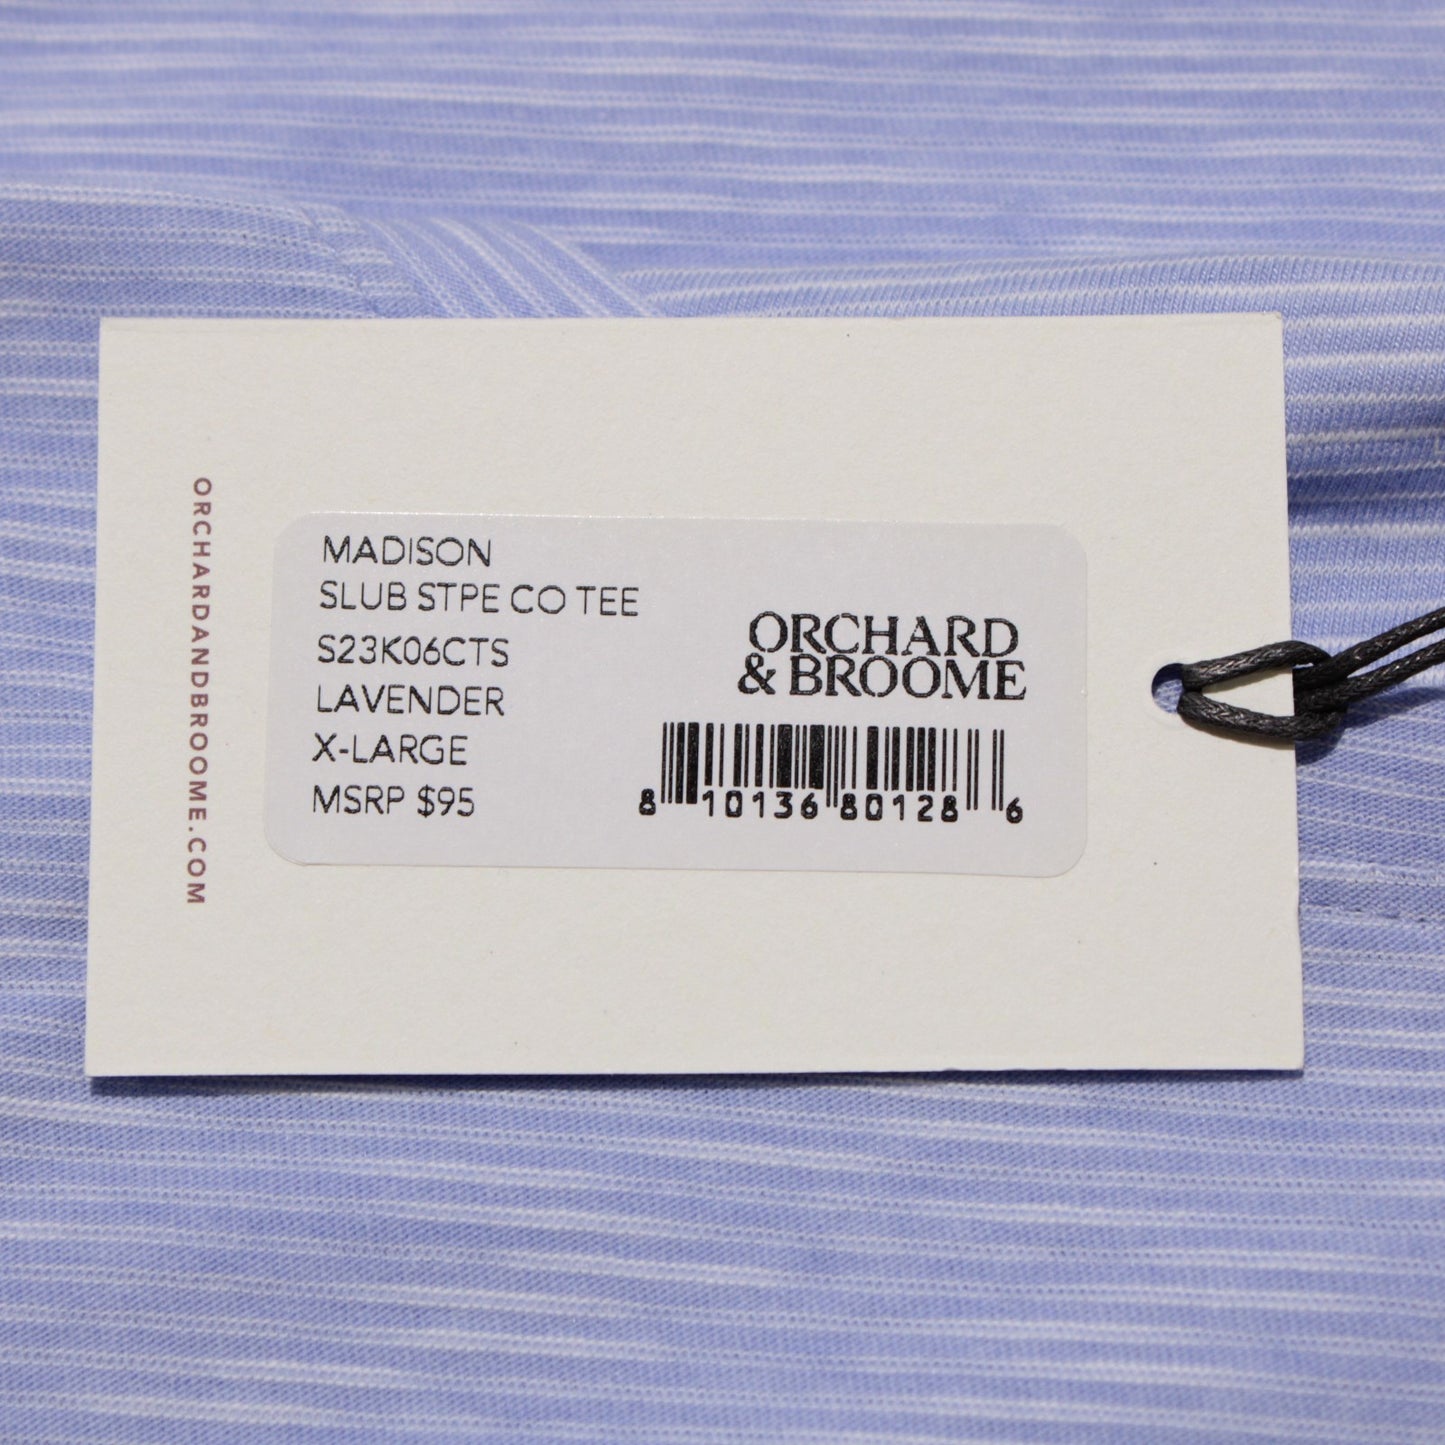 ORCHARDANDBROOME.COM
MADISON
SLUB STPE CO TEE
S23K06CTS
LAVENDER
X-LARGE
MSRP $95
ORCHARD
& BROOME
8 10136 80128 6